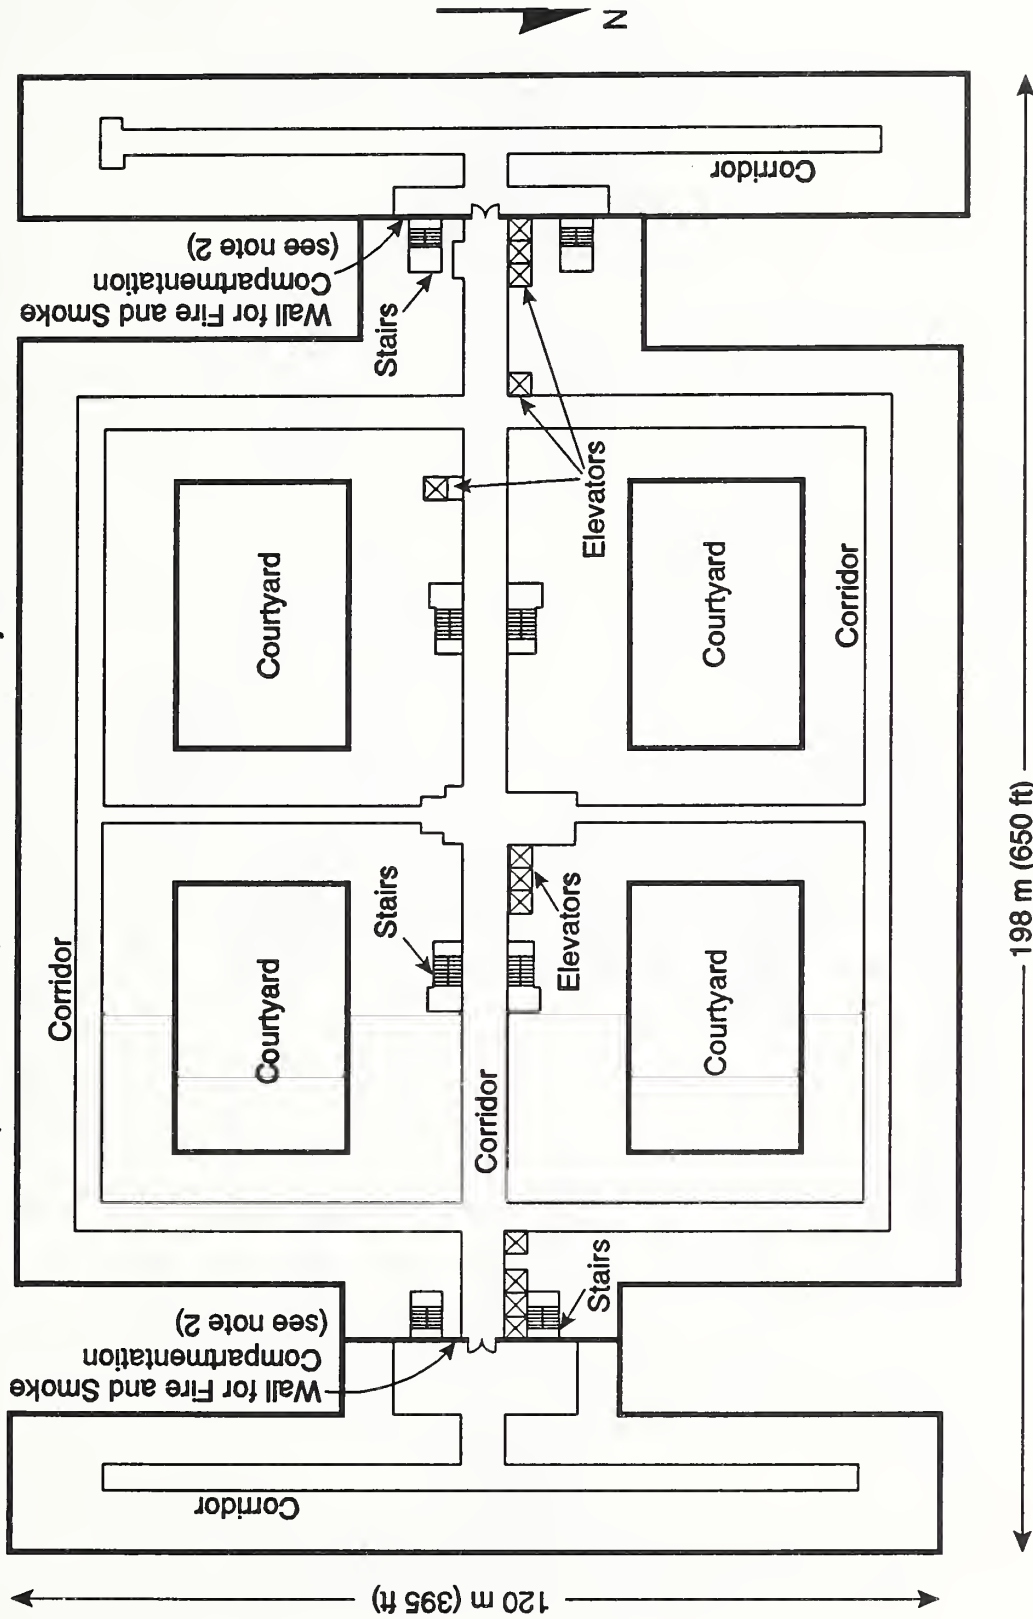 N
Corridor
Wall for Fire and Smoke
Compartmentation
(see note 2)
Stairs
Elevators
Courtyard
Courtyard
Corridor
Stairs
Elevators
Corridor
Courtyard
Courtyard
Corridor
Stairs
Wall for Fire and Smoke
Compartmentation
(see note 2)
Corridor
198 m (650 ft)
120 m (395 ft)